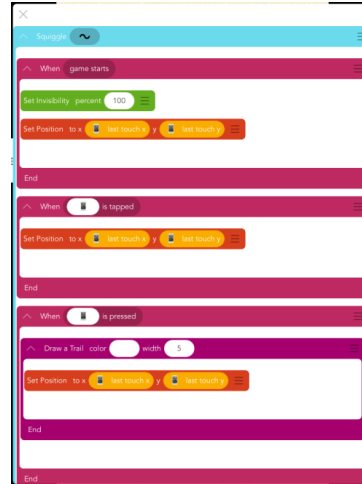 Squiggle
When game starts
Set Invisibility percent 100
Set Position to x last touch x y last touch y
End
When is tapped
Set Position to x last touch x y last touch y
End
When is pressed
Draw a Trail color width 5
Set Position to x last touch x y last touch y
End
End